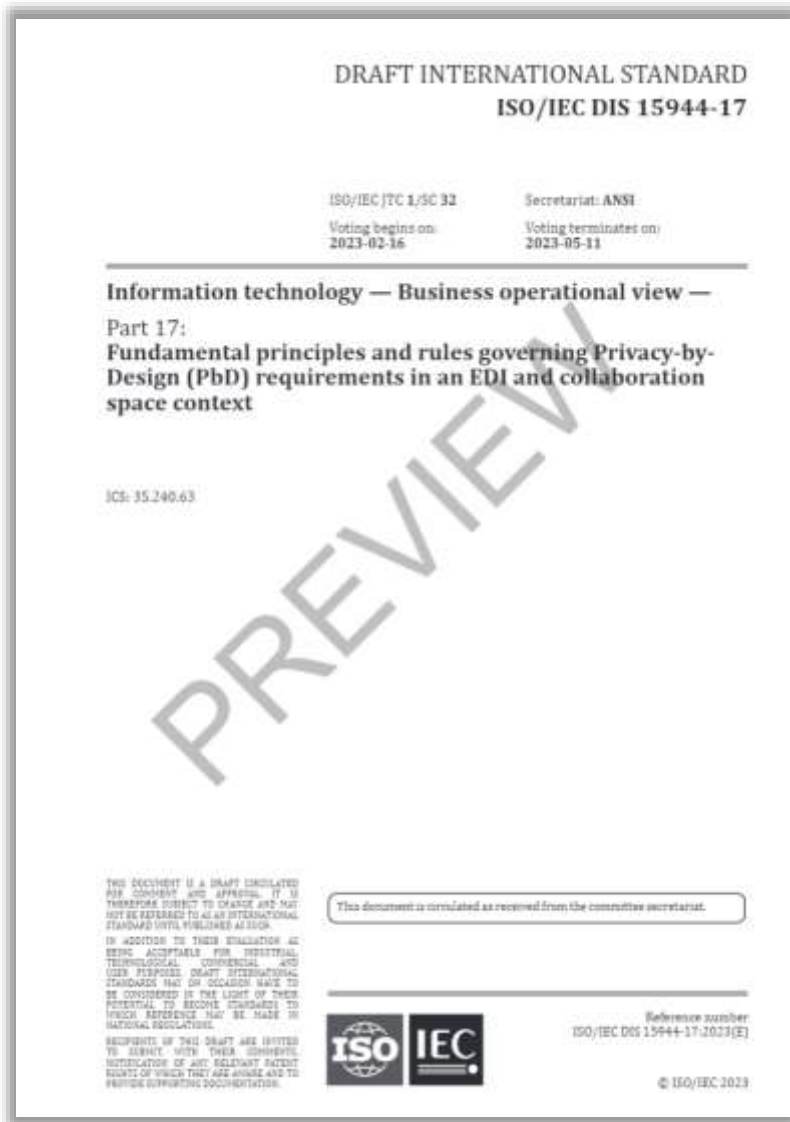 DRAFT INTERNATIONAL STANDARD
ISO/IEC DIS 15944-17
ISO/IEC JTC 1/SC 32
Secretariat: ANSI
Voting begins on:
2023-02-16
Voting terminates on:
2023-05-11
Information technology — Business operational view —
Part 17:
Fundamental principles and rules governing Privacy-by-
Design (PbD) requirements in an EDI and collaboration
space context
ICS: 35.240.63
PREVIEW
THIS DOCUMENT IS A DRAFT CIRCULATED
FOR COMMENT AND APPROVAL. IT IS
THEREFORE SUBJECT TO CHANGE AND MAY
NOT BE REFERRED TO AS AN INTERNATIONAL
STANDARD UNTIL PUBLISHED AS SUCH.
IN ADDITION TO THEIR EVALUATION AS
BEING ACCEPTABLE FOR INDUSTRIAL,
TECHNOLOGICAL, COMMERCIAL AND
USER PURPOSES, DRAFT INTERNATIONAL
STANDARDS MAY ON OCCASION HAVE TO
BE CONSIDERED IN THE LIGHT OF THEIR
POTENTIAL TO BECOME STANDARDS TO
WHICH REFERENCE MAY BE MADE IN
NATIONAL REGULATIONS.
RECIPIENTS OF THIS DRAFT ARE INVITED
TO SUBMIT, WITH THEIR COMMENTS,
NOTIFICATION OF ANY RELEVANT PATENT
RIGHTS OF WHICH THEY ARE AWARE AND TO
PROVIDE SUPPORTING DOCUMENTATION.
This document is circulated as received from the committee secretariat.
ISO IEC
Reference number
ISO/IEC DIS 15944-17:2023(E)
© ISO/IEC 2023